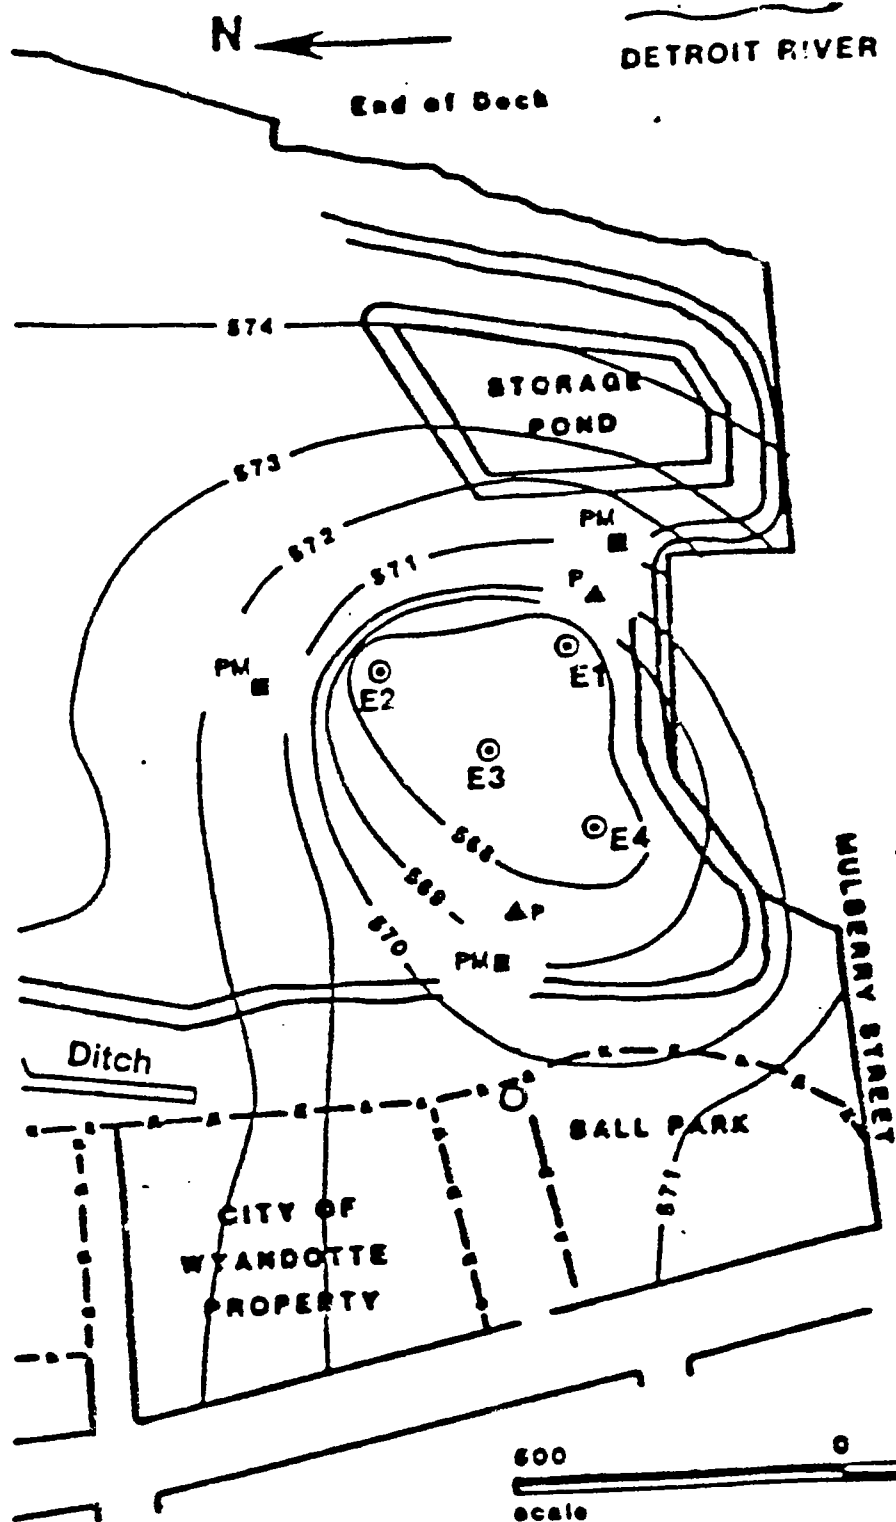 N
DETROIT RIVER
End of Dock
574
STORAGE
POND
573
PM
572
571
P
PM
E1
E2
E3
568
E4
569
P
570
PM
MULBERRY STREET
Ditch
BALL PARK
571
CITY OF
WYANDOTTE
PROPERTY
500
0
scale